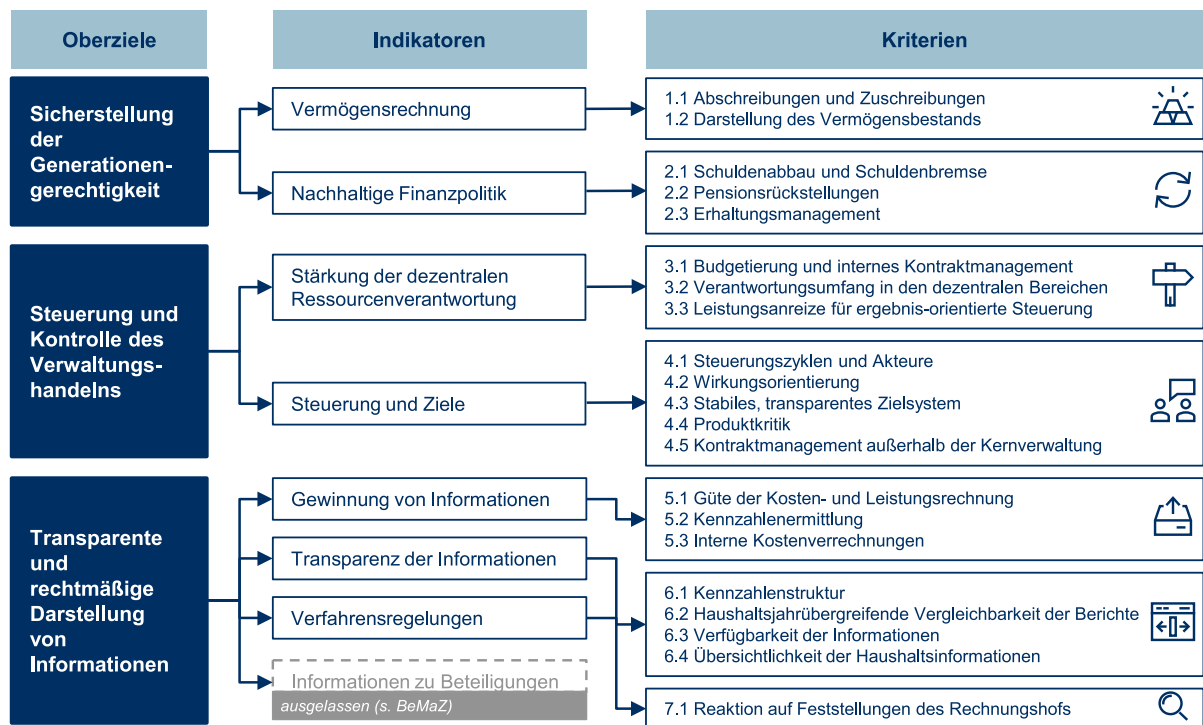 Oberziele
Indikatoren
Kriterien
Sicherstellung
der
Generationen-
gerechtigkeit
Vermögensrechnung
1.1 Abschreibungen und Zuschreibungen
1.2 Darstellung des Vermögensbestands
Nachhaltige Finanzpolitik
2.1 Schuldenabbau und Schuldenbremse
2.2 Pensionsrückstellungen
2.3 Erhaltungsmanagement
Steuerung und
Kontrolle des
Verwaltungs-
handelns
Stärkung der dezentralen
Ressourcenverantwortung
3.1 Budgetierung und internes Kontraktmanagement
3.2 Verantwortungsumfang in den dezentralen Bereichen
3.3 Leistungsanreize für ergebnis-orientierte Steuerung
Steuerung und Ziele
4.1 Steuerungszyklen und Akteure
4.2 Wirkungsorientierung
4.3 Stabiles, transparentes Zielsystem
4.4 Produktkritik
4.5 Kontraktmanagement außerhalb der Kernverwaltung
Transparente
und
rechtmäßige
Darstellung
von
Informationen
Gewinnung von Informationen
5.1 Güte der Kosten- und Leistungsrechnung
5.2 Kennzahlenermittlung
5.3 Interne Kostenverrechnungen
Transparenz der Informationen
6.1 Kennzahlenstruktur
6.2 Haushaltsjahrübergreifende Vergleichbarkeit der Berichte
6.3 Verfügbarkeit der Informationen
6.4 Übersichtlichkeit der Haushaltsinformationen
Verfahrensregelungen
7.1 Reaktion auf Feststellungen des Rechnungshofs
Informationen zu Beteiligungen
ausgelassen (s. BeMaZ)